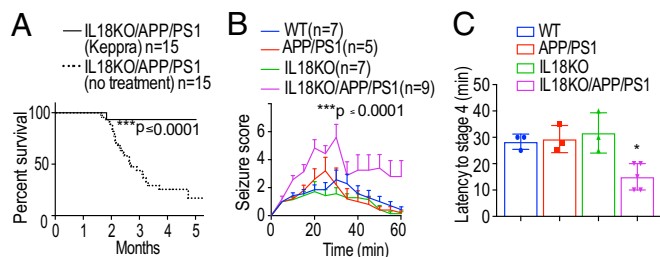 A
IL18KO/APP/PS1
(Keppra) n=15
IL18KO/APP/PS1
(no treatment) n=15
***p ≤0.0001
Percent survival
100
50
0 1 2 3 4 5
Months
B
WT(n=7)
APP/PS1(n=5)
IL18KO(n=7)
IL18KO/APP/PS1(n=9)
***p ≤0.0001
Seizure score
6
4
2
0
0 20 40 60
Time (min)
C
WT
APP/PS1
IL18KO
IL18KO/APP/PS1
Latency to stage 4 (min)
50
40
30
20
10
0
*